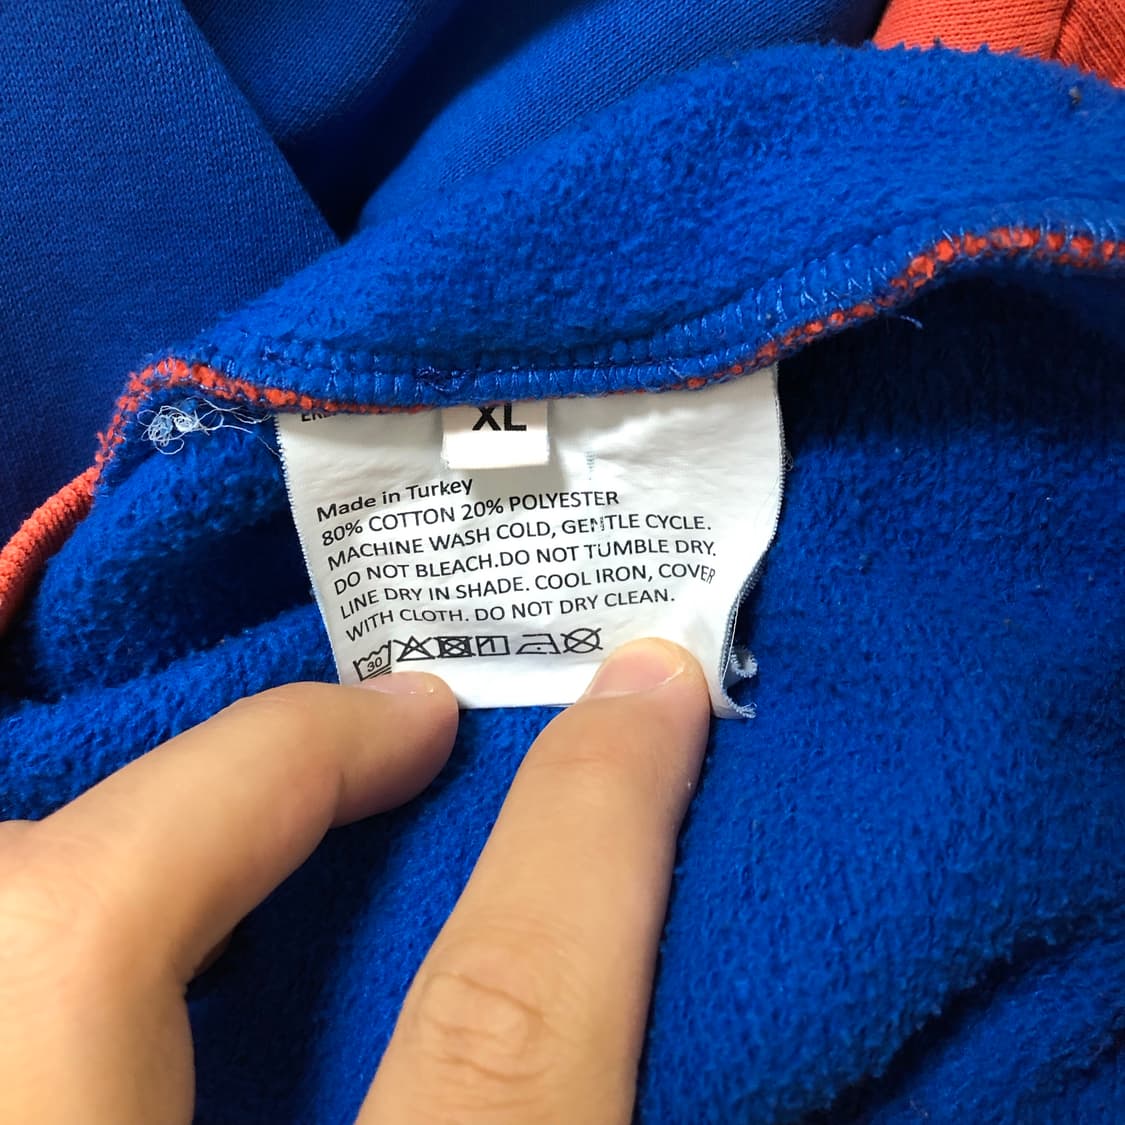 XL
Made in Turkey
80% COTTON 20% POLYESTER
MACHINE WASH COLD, GENTLE CYCLE.
DO NOT BLEACH.DO NOT TUMBLE DRY.
LINE DRY IN SHADE. COOL IRON, COVER
WITH CLOTH. DO NOT DRY CLEAN.
30